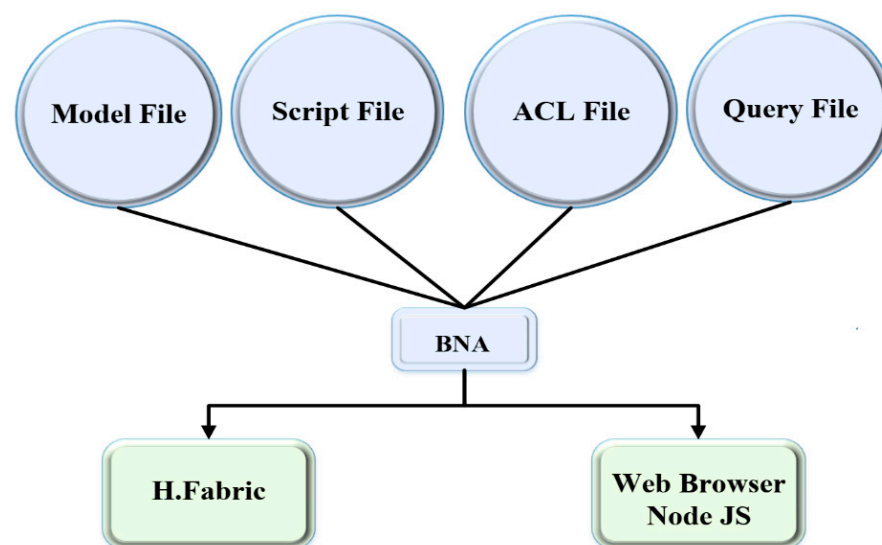 Model File
Script File
ACL File
Query File
BNA
H.Fabric
Web Browser
Node JS